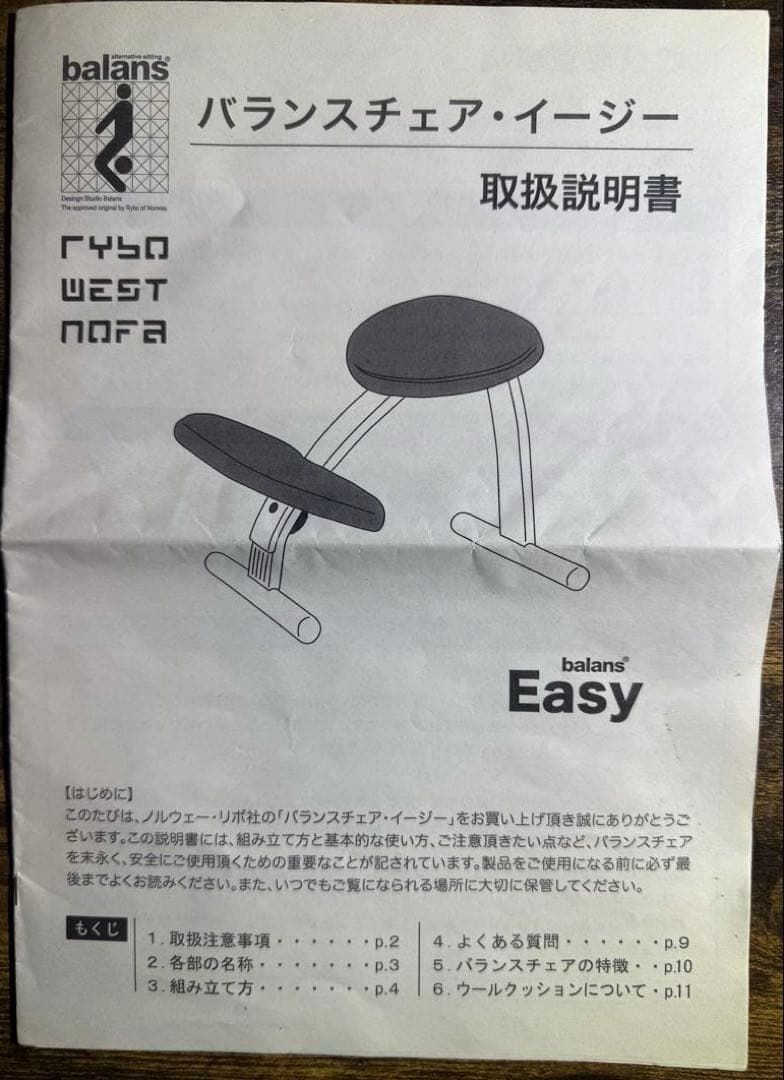 alternative sitting
balans®
Desingn:Studio Balans
The approved original by Rybo of Norway.
rybo
WEST
NOFA
バランスチェア・イージー
取扱説明書
balans®
Easy
【はじめに】
このたびは、ノルウェー・リボ社の「バランスチェア・イージー」をお買い上げ頂き誠にありがとうご
ざいます。この説明書には、組み立て方と基本的な使い方、ご注意頂きたい点など、バランスチェア
を末永く、安全にご使用頂くための重要なことが記されています。製品をご使用になる前に必ず最
後までよくお読みください。また、いつでもご覧になられる場所に大切に保管してください。
もくじ
1. 取扱注意事項・・・・・・・p.2
2. 各部の名称・・・・・・・・p.3
3. 組み立て方・・・・・・・・p.4
4. よくある質問・・・・・・p.9
5. バランスチェアの特徴・・p.10
6. ウールクッションについて・p.11